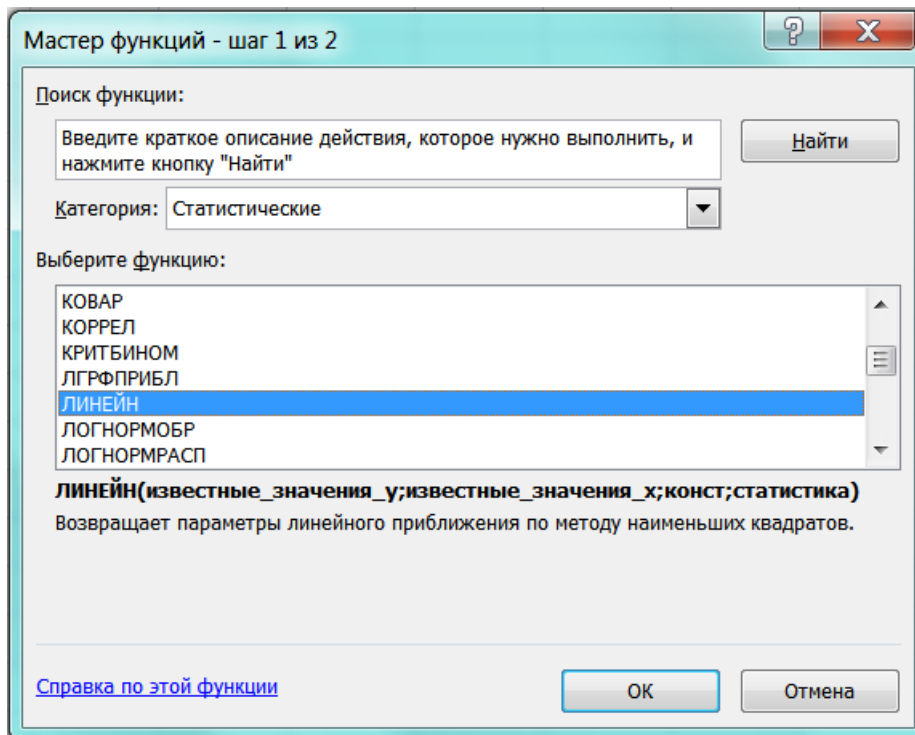 Мастер функций - шаг 1 из 2
Поиск функции:
Введите краткое описание действия, которое нужно выполнить, и
нажмите кнопку "Найти"
Найти
Категория:
Статистические
Выберите функцию:
КОВАР
КОРРЕЛ
КРИТБИНОМ
ЛГРФПРИБЛ
ЛИНЕЙН
ЛОГНОРМОБР
ЛОГНОРМРАСП
ЛИНЕЙН(известные_значения_y;известные_значения_x;конст;статистика)
Возвращает параметры линейного приближения по методу наименьших квадратов.
Справка по этой функции
ОК
Отмена